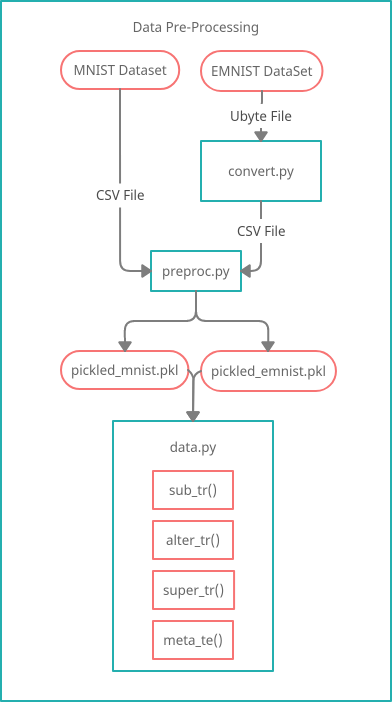 Data Pre-Processing
MNIST Dataset
EMNIST DataSet
Ubyte File
convert.py
CSV File
CSV File
preproc.py
pickled_mnist.pkl
pickled_emnist.pkl
data.py
sub_tr()
alter_tr()
super_tr()
meta_te()